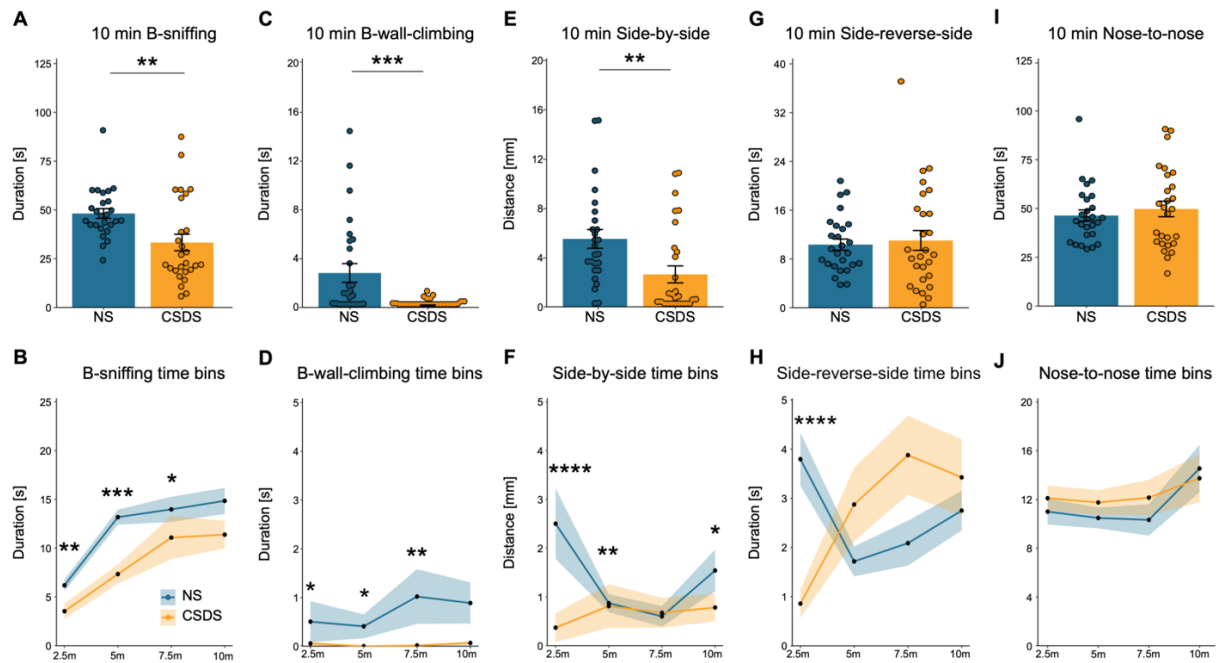 A
10 min B-sniffing
Duration [s]
125
100
75
50
25
0
**
NS
CSDS
C
10 min B-wall-climbing
Duration [s]
20
16
12
8
4
0
***
NS
CSDS
E
10 min Side-by-side
Distance [mm]
20
16
12
8
4
0
**
NS
CSDS
G
10 min Side-reverse-side
Duration [s]
40
32
24
16
8
0
NS
CSDS
I
10 min Nose-to-nose
Duration [s]
125
100
75
50
25
0
NS
CSDS
B
B-sniffing time bins
Duration [s]
25
20
15
10
5
0
**
***
*
NS
CSDS
2.5m
5m
7.5m
10m
D
B-wall-climbing time bins
Duration [s]
5
4
3
2
1
0
*
*
**
2.5m
5m
7.5m
10m
F
Side-by-side time bins
Distance [mm]
5
4
3
2
1
0
****
**
*
2.5m
5m
7.5m
10m
H
Side-reverse-side time bins
Duration [s]
5
4
3
2
1
0
****
2.5m
5m
7.5m
10m
J
Nose-to-nose time bins
Duration [s]
20
16
12
8
4
0
2.5m
5m
7.5m
10m